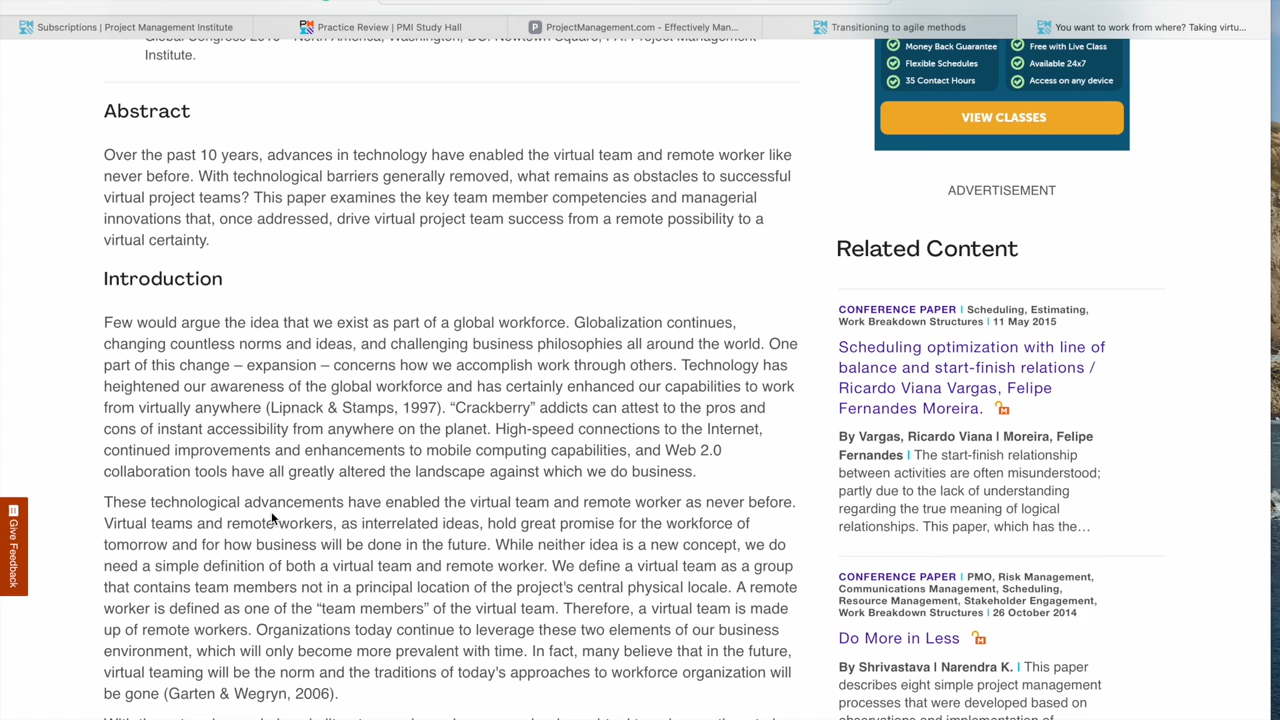 Subscriptions | Project Management Institute
Practice Review | PMI Study Hall
ProjectManagement.com - Effectively Man...
Transitioning to agile methods
You want to work from where? Taking virtu...
Institute.
Abstract
Over the past 10 years, advances in technology have enabled the virtual team and remote worker like
never before. With technological barriers generally removed, what remains as obstacles to successful
virtual project teams? This paper examines the key team member competencies and managerial
innovations that, once addressed, drive virtual project team success from a remote possibility to a
virtual certainty.
Introduction
Few would argue the idea that we exist as part of a global workforce. Globalization continues,
changing countless norms and ideas, and challenging business philosophies all around the world. One
part of this change – expansion – concerns how we accomplish work through others. Technology has
heightened our awareness of the global workforce and has certainly enhanced our capabilities to work
from virtually anywhere (Lipnack & Stamps, 1997). “Crackberry” addicts can attest to the pros and
cons of instant accessibility from anywhere on the planet. High-speed connections to the Internet,
continued improvements and enhancements to mobile computing capabilities, and Web 2.0
collaboration tools have all greatly altered the landscape against which we do business.
These technological advancements have enabled the virtual team and remote worker as never before.
Virtual teams and remote workers, as interrelated ideas, hold great promise for the workforce of
tomorrow and for how business will be done in the future. While neither idea is a new concept, we do
need a simple definition of both a virtual team and remote worker. We define a virtual team as a group
that contains team members not in a principal location of the project's central physical locale. A remote
worker is defined as one of the “team members” of the virtual team. Therefore, a virtual team is made
up of remote workers. Organizations today continue to leverage these two elements of our business
environment, which will only become more prevalent with time. In fact, many believe that in the future,
virtual teaming will be the norm and the traditions of today's approaches to workforce organization will
be gone (Garten & Wegryn, 2006).
Money Back Guarantee
Free with Live Class
Flexible Schedules
Available 24x7
35 Contact Hours
Access on any device
VIEW CLASSES
ADVERTISEMENT
Related Content
CONFERENCE PAPER | Scheduling, Estimating,
Work Breakdown Structures | 11 May 2015
Scheduling optimization with line of
balance and start-finish relations /
Ricardo Viana Vargas, Felipe
Fernandes Moreira.
By Vargas, Ricardo Viana | Moreira, Felipe
Fernandes | The start-finish relationship
between activities are often misunderstood;
partly due to the lack of understanding
regarding the true meaning of logical
relationships. This paper, which has the…
CONFERENCE PAPER | PMO, Risk Management,
Communications Management, Scheduling,
Resource Management, Stakeholder Engagement,
Work Breakdown Structures | 26 October 2014
Do More in Less
By Shrivastava | Narendra K. | This paper
describes eight simple project management
processes that were developed based on
Give Feedback